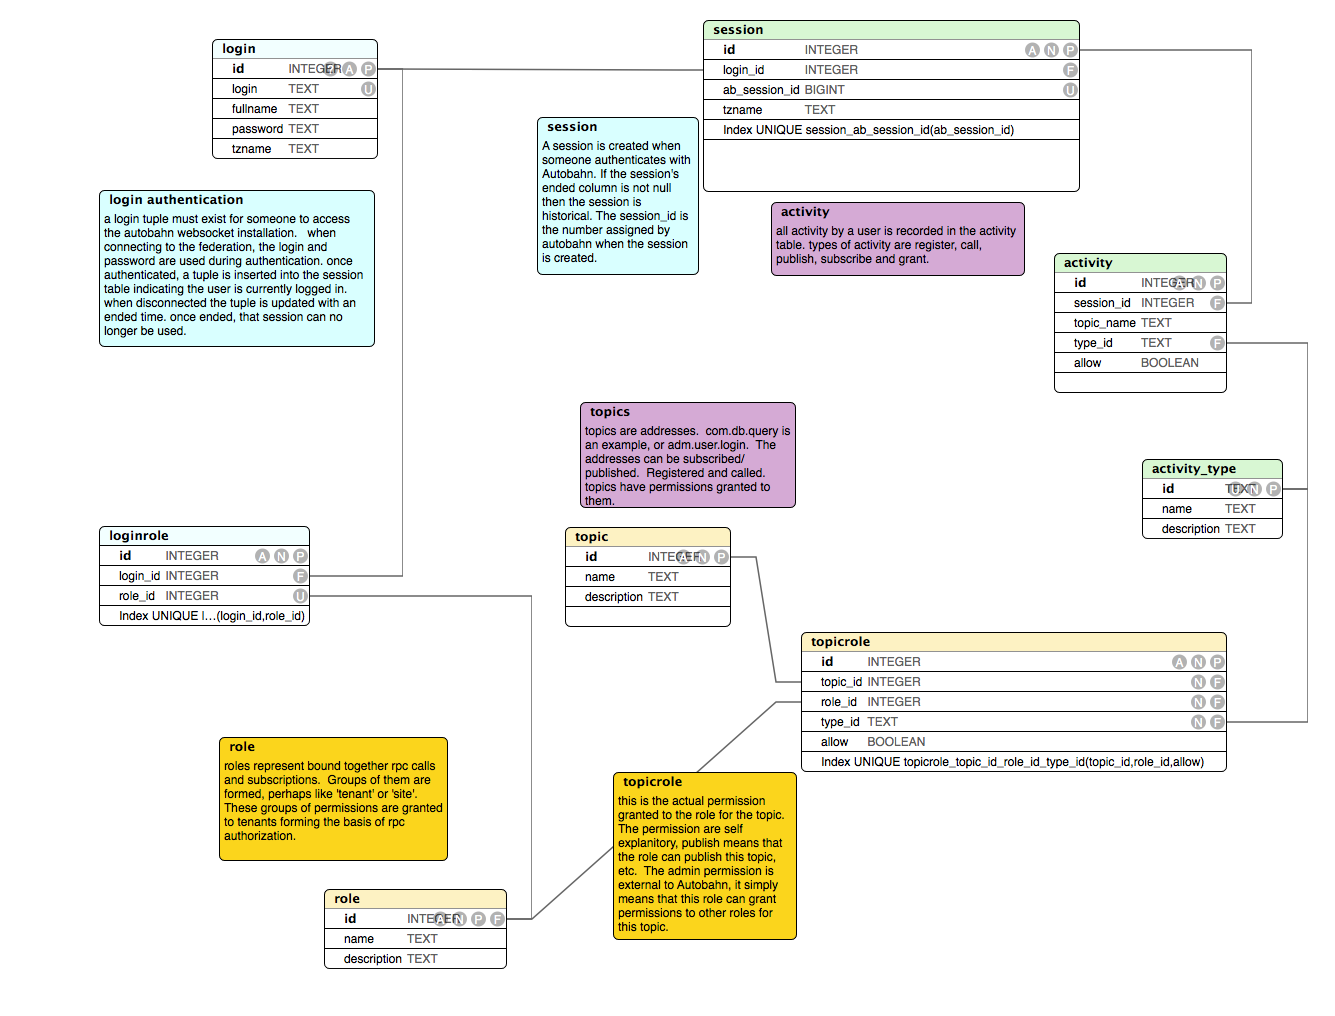 login
id INTEGER A P
login TEXT U
fullname TEXT
password TEXT
tzname TEXT
session
id INTEGER A N P
login_id INTEGER F
ab_session_id BIGINT U
tzname TEXT
Index UNIQUE session_ab_session_id(ab_session_id)
login authentication
a login tuple must exist for someone to access
the autobahn websocket installation.   when
connecting to the federation, the login and
password are used during authentication. once
authenticated, a tuple is inserted into the session
table indicating the user is currently logged in.
when disconnected the tuple is updated with an
ended time. once ended, that session can no
longer be used.
session
A session is created when
someone authenticates with
Autobahn. If the session's
ended column is not null
then the session is
historical. The session_id is
the number assigned by
autobahn when the session
is created.
activity
all activity by a user is recorded in the activity
table. types of activity are register, call,
publish, subscribe and grant.
activity
id INTEGER A N P
session_id INTEGER F
topic_name TEXT
type_id TEXT F
allow BOOLEAN
topics
topics are addresses.  com.db.query is
an example, or adm.user.login.  The
addresses can be subscribed/
published.  Registered and called.
topics have permissions granted to
them.
activity_type
id TEXT U N P
name TEXT
description TEXT
loginrole
id INTEGER A N P
login_id INTEGER F
role_id INTEGER U
Index UNIQUE l...(login_id,role_id)
topic
id INTEGER A N P
name TEXT
description TEXT
topicrole
id INTEGER A N P
topic_id INTEGER N F
role_id INTEGER N F
type_id TEXT N F
allow BOOLEAN
Index UNIQUE topicrole_topic_id_role_id_type_id(topic_id,role_id,allow)
role
roles represent bound together rpc calls
and subscriptions.  Groups of them are
formed, perhaps like 'tenant' or 'site'.
These groups of permissions are granted
to tenants forming the basis of rpc
authorization.
topicrole
this is the actual permission
granted to the role for the topic.
The permission are self
explanitory, publish means that
the role can publish this topic,
etc.  The admin permission is
external to Autobahn, it simply
means that this role can grant
permissions to other roles for
this topic.
role
id INTEGER A N P F
name TEXT
description TEXT